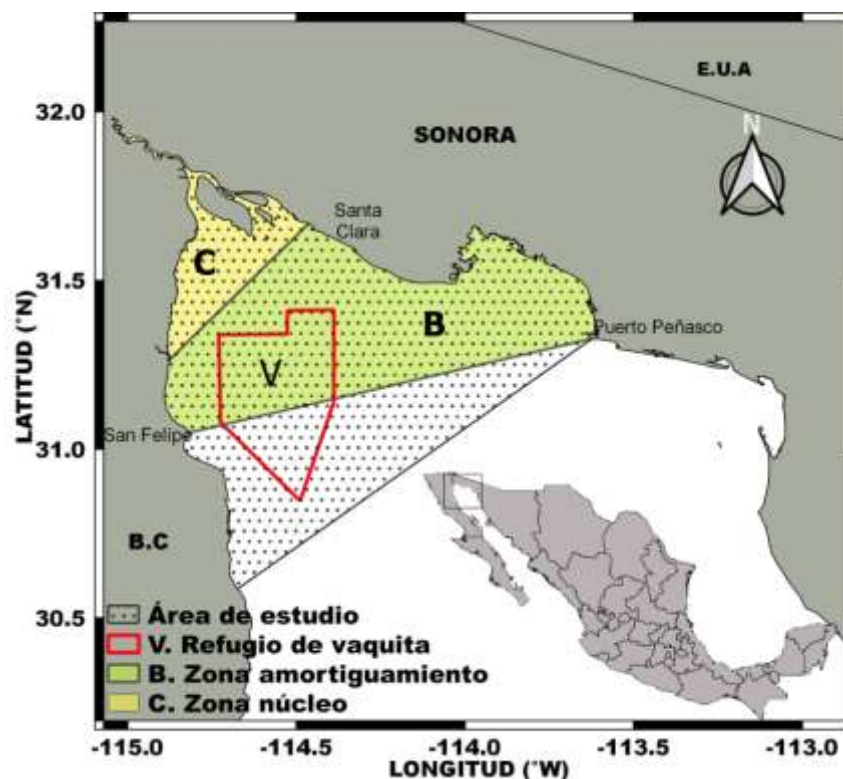 E.U.A
32.0
SONORA
N
Santa
Clara
C
31.5
B
Puerto Peñasco
V
LATITUD (°N)
San Felipe
31.0
B.C
30.5
Área de estudio
V. Refugio de vaquita
B. Zona amortiguamiento
C. Zona núcleo
-115.0 -114.5 -114.0 -113.5 -113.0
LONGITUD (°W)